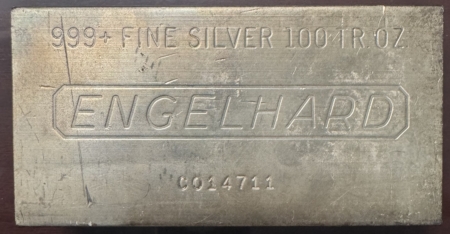 999+ FINE SILVER 100 TR OZ
ENGELHARD
C014711